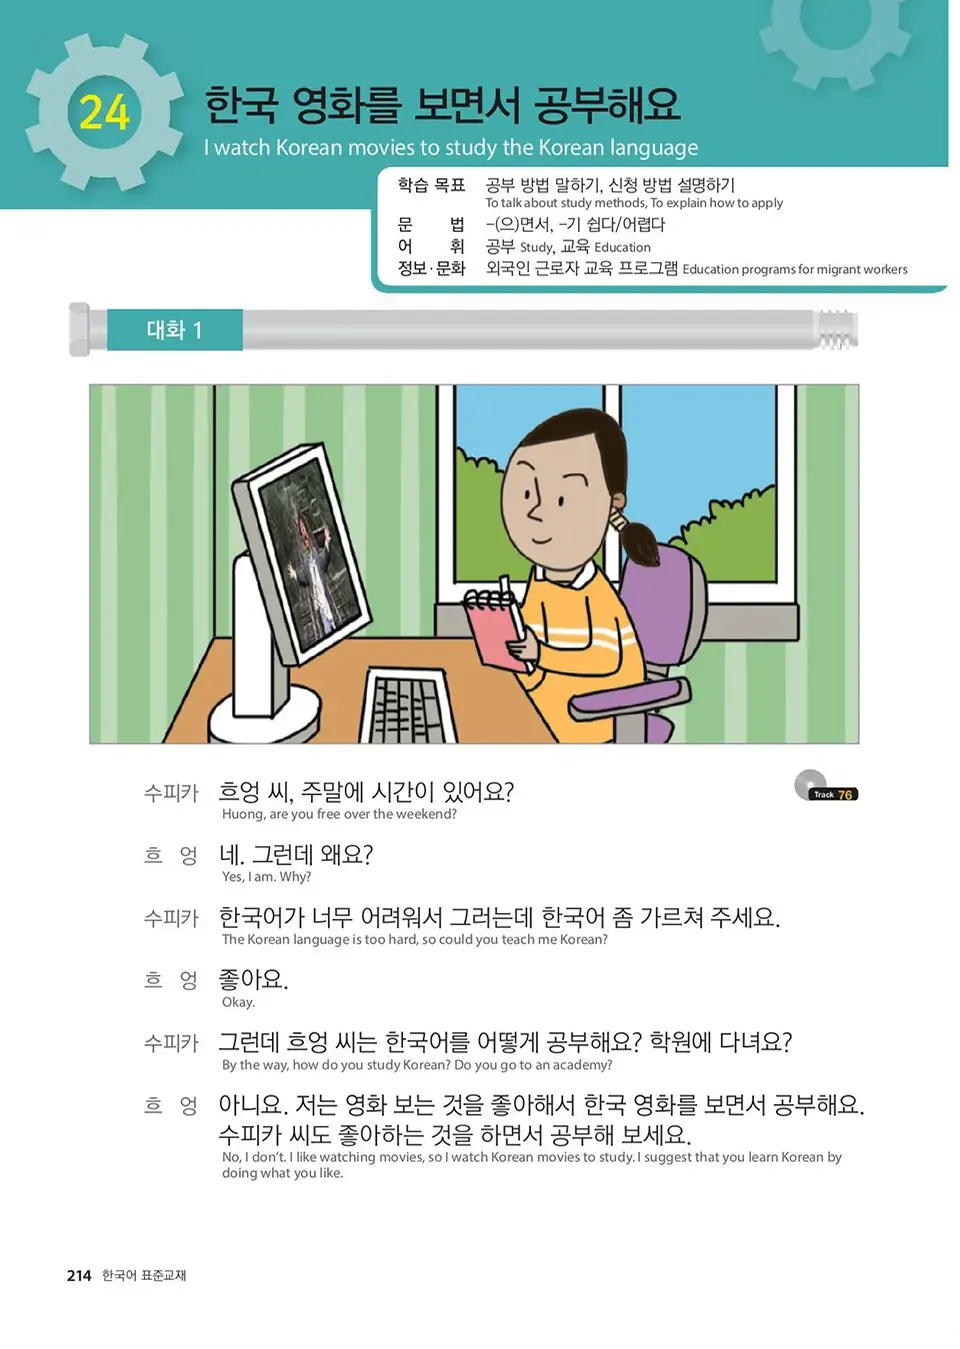 24
한국 영화를 보면서 공부해요
I watch Korean movies to study the Korean language
학습 목표 공부 방법 말하기, 신청 방법 설명하기
To talk about study methods, To explain how to apply
문 법 -(으)면서, -기 쉽다/어렵다
어 휘 공부 Study, 교육 Education
정보·문화 외국인 근로자 교육 프로그램 Education programs for migrant workers
대화 1
수피카 흐엉 씨, 주말에 시간이 있어요?
Track 76
Huong, are you free over the weekend?
흐 엉 네. 그런데 왜요?
Yes, I am. Why?
수피카 한국어가 너무 어려워서 그러는데 한국어 좀 가르쳐 주세요.
The Korean language is too hard, so could you teach me Korean?
흐 엉 좋아요.
Okay.
수피카 그런데 흐엉 씨는 한국어를 어떻게 공부해요? 학원에 다녀요?
By the way, how do you study Korean? Do you go to an academy?
흐 엉 아니요. 저는 영화 보는 것을 좋아해서 한국 영화를 보면서 공부해요.
수피카 씨도 좋아하는 것을 하면서 공부해 보세요.
No, I don't. I like watching movies, so I watch Korean movies to study. I suggest that you learn Korean by
doing what you like.
214 한국어 표준교재